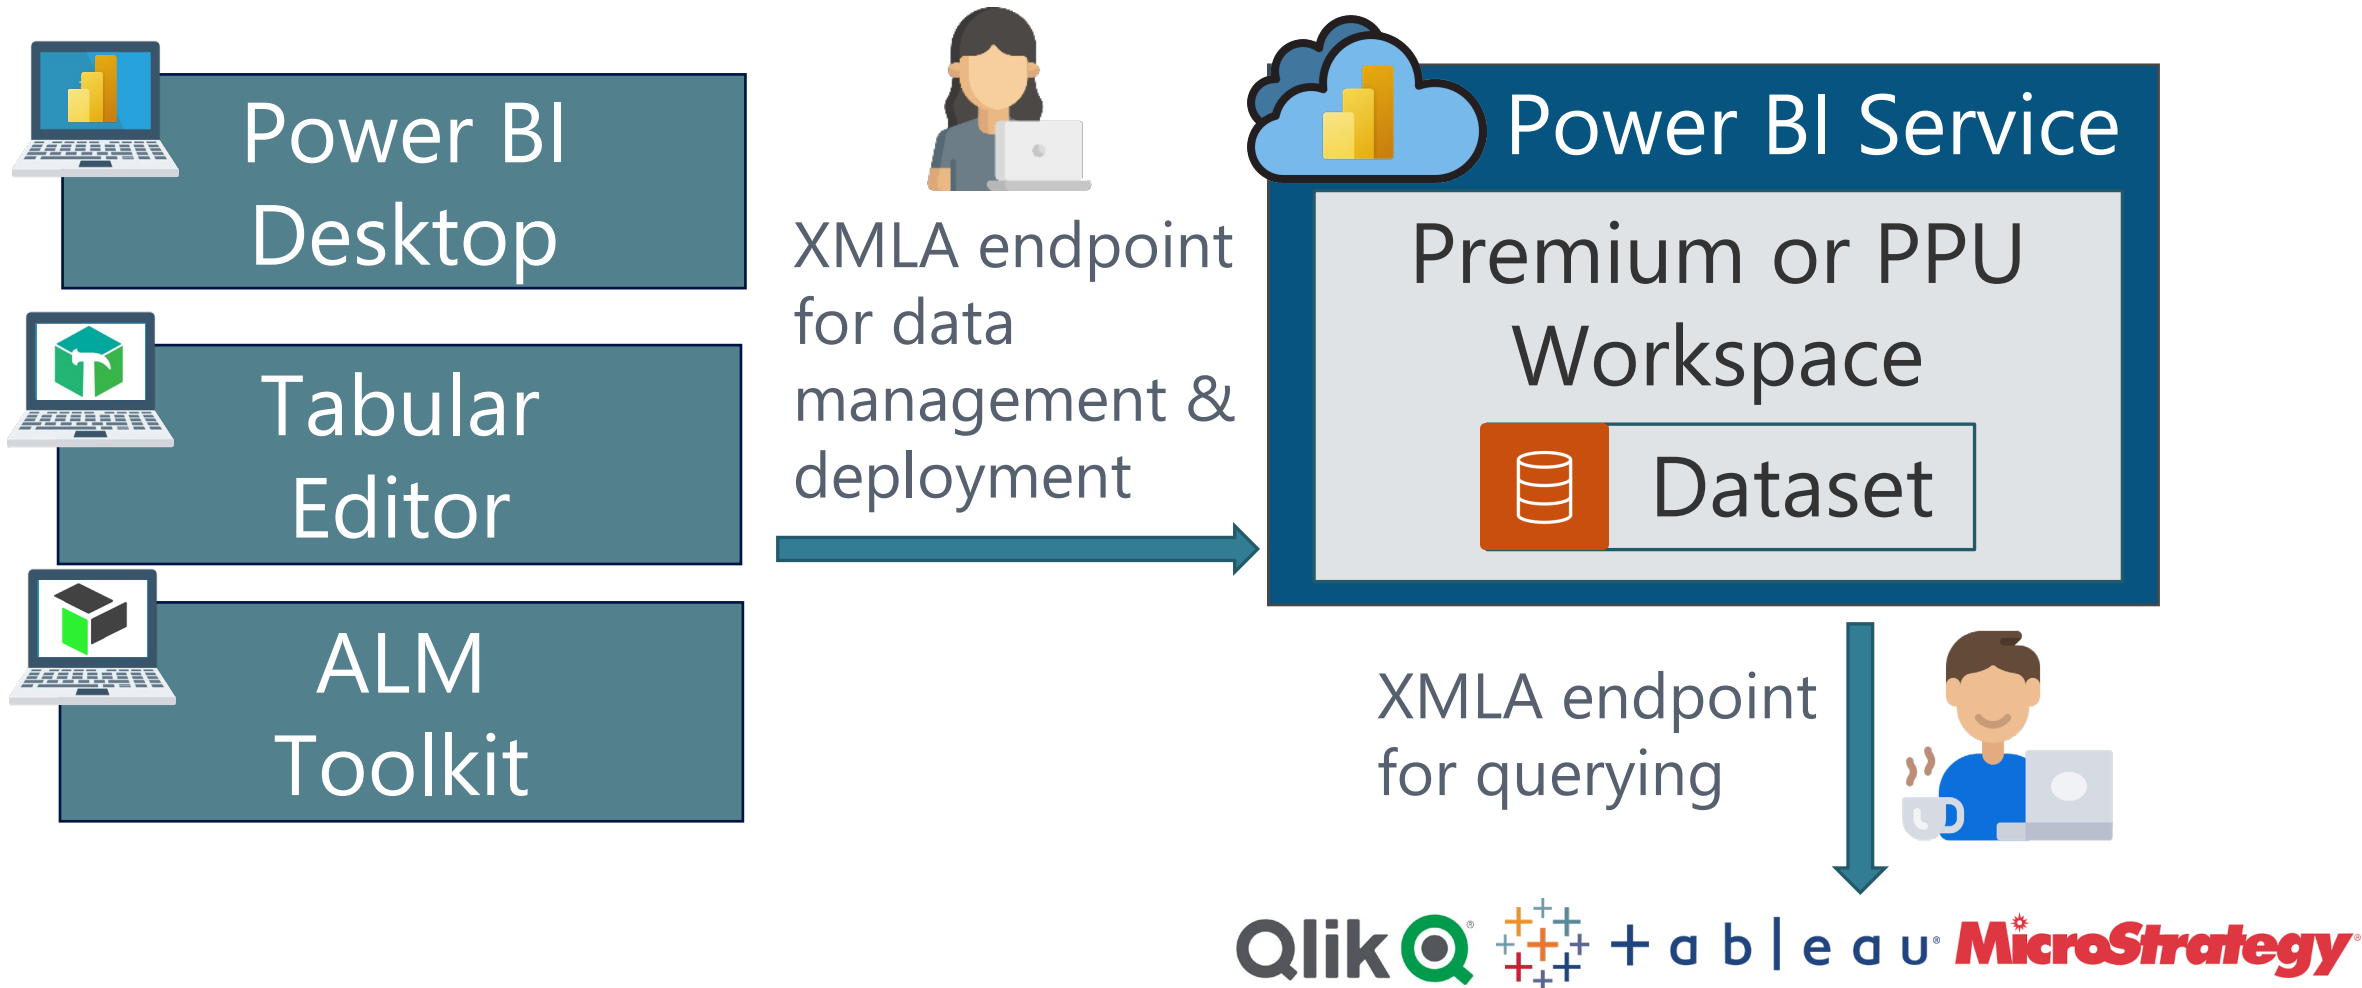 Power BI
Desktop
Tabular
Editor
ALM
Toolkit
XMLA endpoint
for data
management &
deployment
Power BI Service
Premium or PPU
Workspace
Dataset
XMLA endpoint
for querying
Qlik
+ableau®
MicroStrategy®